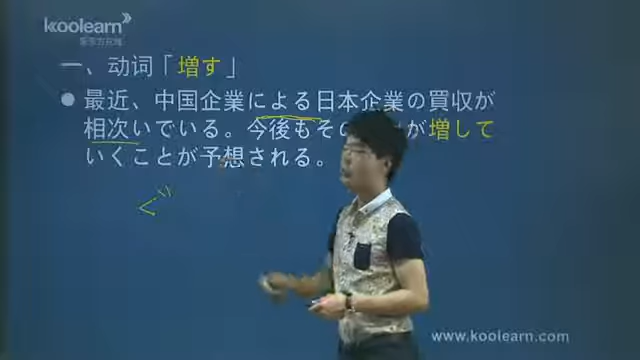 koolearn
新东方在线
一、动词「増す」
● 最近、中国企業による日本企業の買収が
相次いでいる。今後もその が増して
いくことが予想される。
ぐ
www.koolearn.com